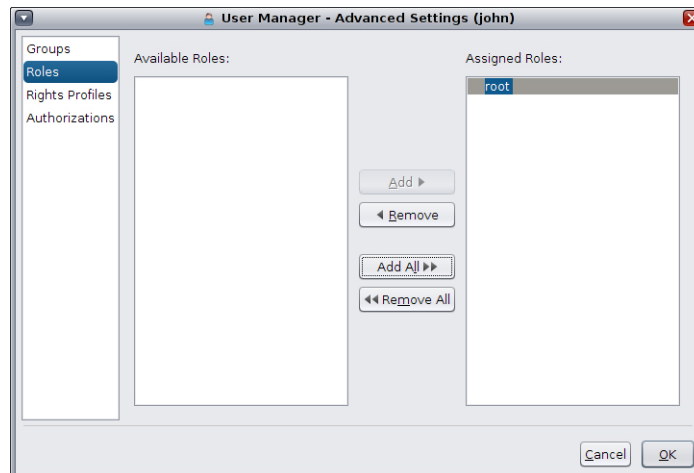 User Manager - Advanced Settings (john)
Groups
Roles
Rights Profiles
Authorizations
Available Roles:
Assigned Roles:
root
Add
Remove
Add All
Remove All
Cancel
OK